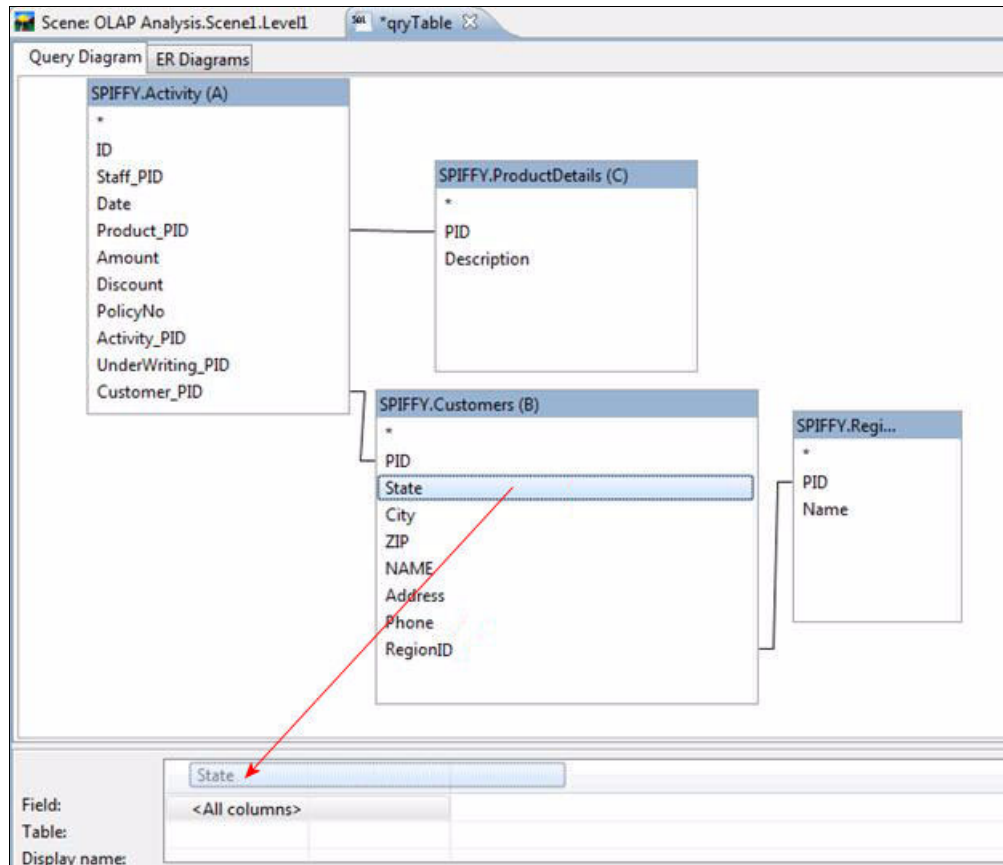 Scene: OLAP Analysis.Scene1.Level1
SQL *qryTable
Query Diagram ER Diagrams
SPIFFY.Activity (A)
*
ID
Staff_PID
Date
Product_PID
Amount
Discount
PolicyNo
Activity_PID
UnderWriting_PID
Customer_PID
SPIFFY.ProductDetails (C)
*
PID
Description
SPIFFY.Customers (B)
*
PID
State
City
ZIP
NAME
Address
Phone
RegionID
SPIFFY.Regi...
*
PID
Name
State
Field: <All columns>
Table:
Display name: